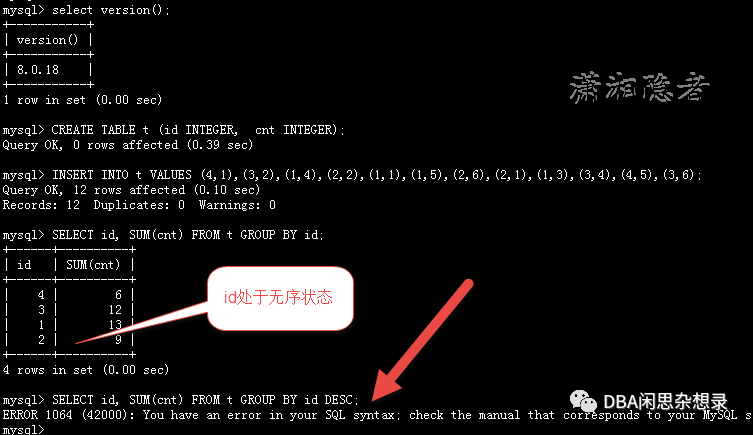 mysql> select version();
+-----------+
| version() |
+-----------+
| 8.0.18    |
+-----------+
1 row in set (0.00 sec)
潇湘隐者
mysql> CREATE TABLE t (id INTEGER,  cnt INTEGER);
Query OK, 0 rows affected (0.39 sec)
mysql> INSERT INTO t VALUES (4,1),(3,2),(1,4),(2,2),(1,1),(1,5),(2,6),(2,1),(1,3),(3,4),(4,5),(3,6);
Query OK, 12 rows affected (0.10 sec)
Records: 12  Duplicates: 0  Warnings: 0
mysql> SELECT id, SUM(cnt) FROM t GROUP BY id;
+------+----------+
| id   | SUM(cnt) |
+------+----------+
|    4 |        6 |
|    3 |       12 |
|    1 |       13 |
|    2 |        9 |
+------+----------+
id处于无序状态
4 rows in set (0.00 sec)
mysql> SELECT id, SUM(cnt) FROM t GROUP BY id DESC;
ERROR 1064 (42000): You have an error in your SQL syntax; check the manual that corresponds to your MySQL s
DBA闲思杂想录
mysql>